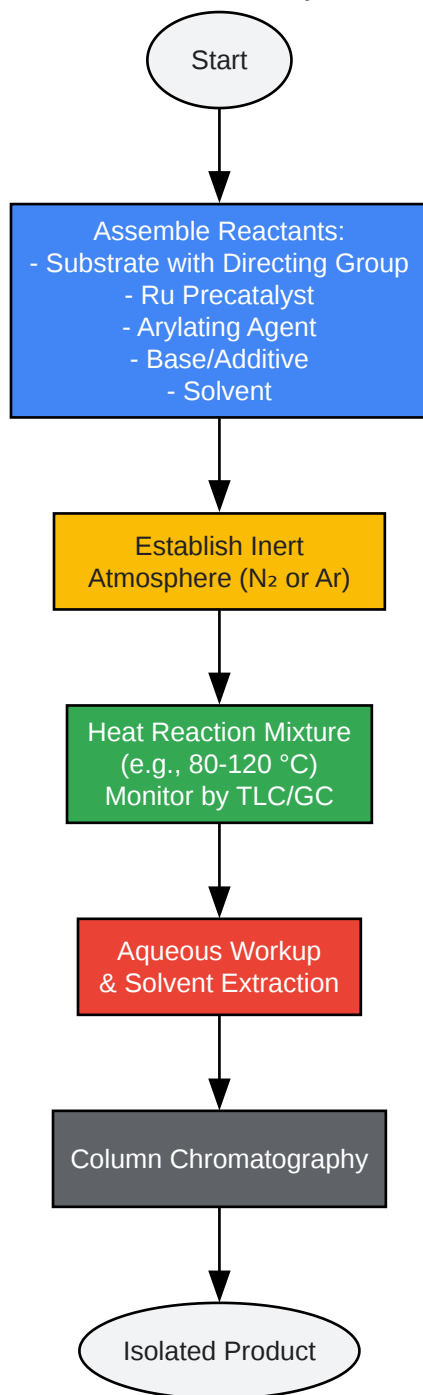 Start
Assemble Reactants:
- Substrate with Directing Group
- Ru Precatalyst
- Arylating Agent
- Base/Additive
- Solvent
Establish Inert
Atmosphere (N₂ or Ar)
Heat Reaction Mixture
(e.g., 80-120 °C)
Monitor by TLC/GC
Aqueous Workup
& Solvent Extraction
Column Chromatography
Isolated Product